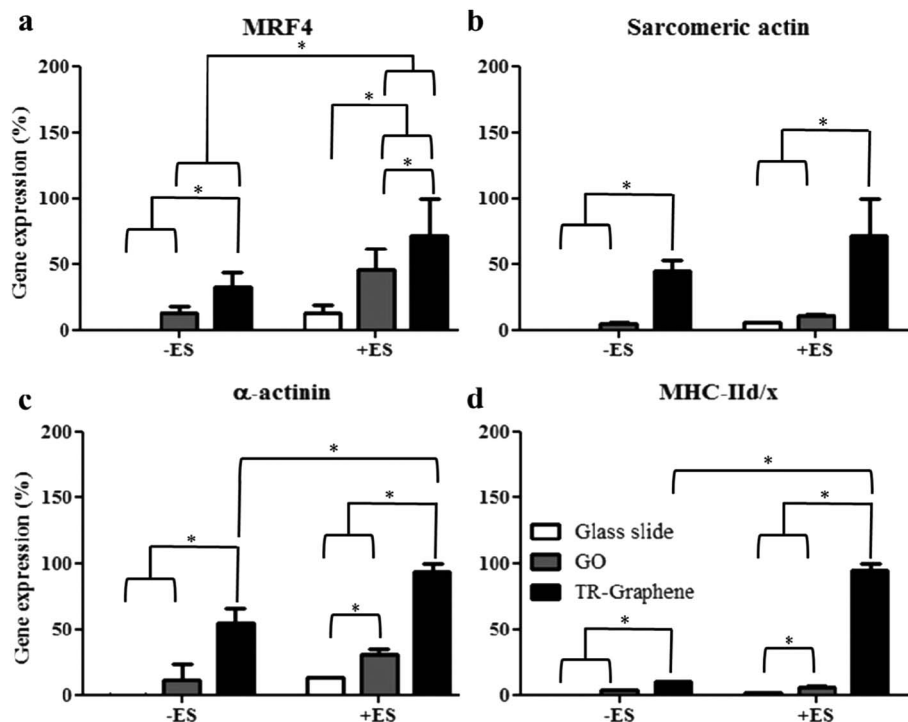 a
MRF4
Gene expression (%)
200
150
100
50
0
*
*
*
*
-ES
+ES
b
Sarcomeric actin
200
150
100
50
0
*
*
-ES
+ES
c
α-actinin
Gene expression (%)
200
150
100
50
0
*
*
*
*
-ES
+ES
d
MHC-IId/x
200
150
100
50
0
Glass slide
GO
TR-Graphene
*
*
*
*
-ES
+ES